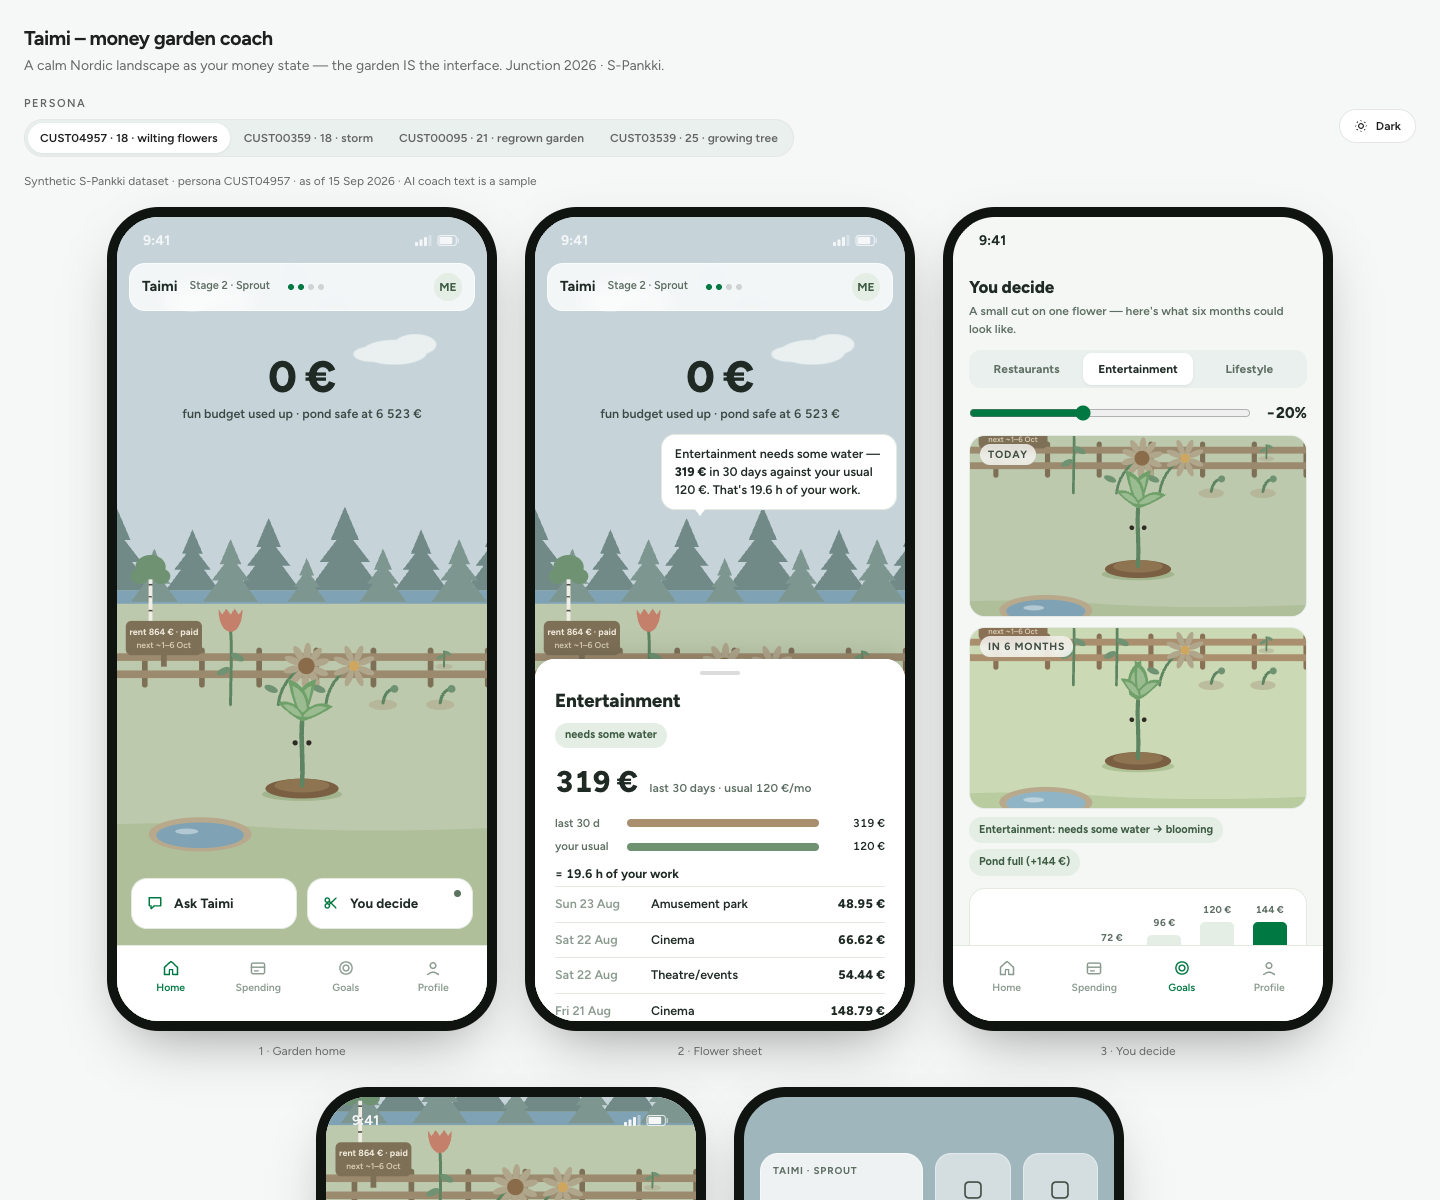 Taimi – money garden coach
A calm Nordic landscape as your money state — the garden IS the interface. Junction 2026 · S-Pankki.
PERSONA
CUST04957 · 18 · wilting flowers
CUST00359 · 18 · storm
CUST00095 · 21 · regrown garden
CUST03539 · 25 · growing tree
Dark
Synthetic S-Pankki dataset · persona CUST04957 · as of 15 Sep 2026 · AI coach text is a sample
9:41
Taimi Stage 2 · Sprout ME
0 €
fun budget used up · pond safe at 6 523 €
rent 864 € · paid
next ~1–6 Oct
Ask Taimi
You decide
Home Spending Goals Profile
1 · Garden home
9:41
Taimi Stage 2 · Sprout ME
0 €
fun budget used up · pond safe at 6 523 €
Entertainment needs some water —
319 € in 30 days against your usual
120 €. That's 19.6 h of your work.
rent 864 € · paid
next ~1–6 Oct
Entertainment
needs some water
319 € last 30 days · usual 120 €/mo
last 30 d 319 €
your usual 120 €
= 19.6 h of your work
Sun 23 Aug Amusement park 48.95 €
Sat 22 Aug Cinema 66.62 €
Sat 22 Aug Theatre/events 54.44 €
Fri 21 Aug Cinema 148.79 €
2 · Flower sheet
9:41
You decide
A small cut on one flower — here's what six months could
look like.
Restaurants Entertainment Lifestyle
-20%
next ~1–6 Oct
TODAY
next ~1–6 Oct
IN 6 MONTHS
Entertainment: needs some water → blooming
Pond full (+144 €)
72 € 96 € 120 € 144 €
Home Spending Goals Profile
3 · You decide
9:41
rent 864 € · paid
next ~1–6 Oct
TAIMI · SPROUT